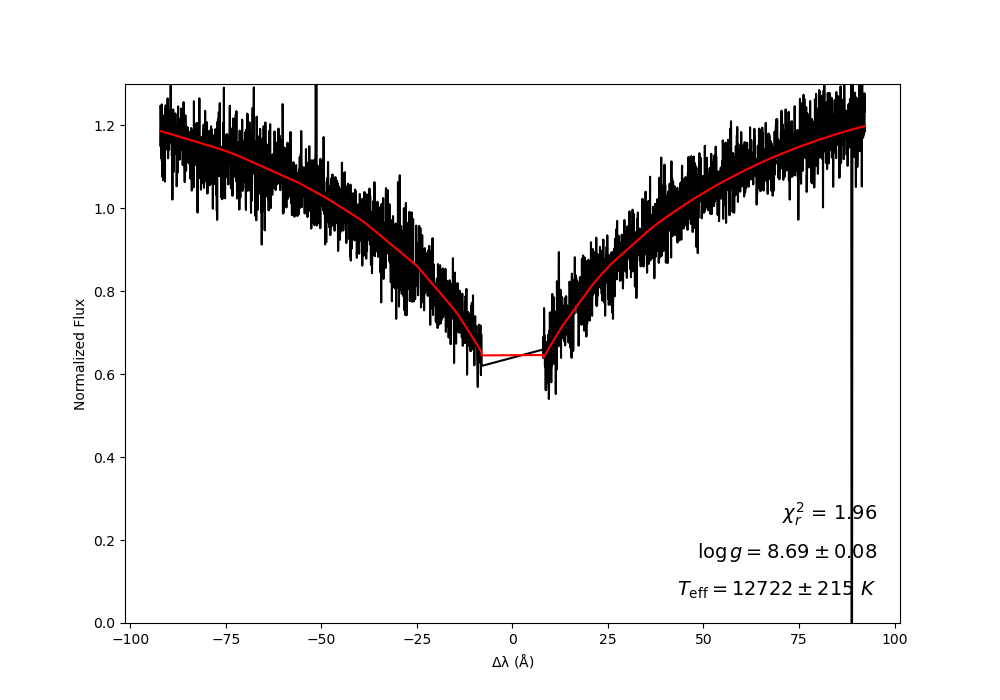 1.2
1.0
0.8
0.6
0.4
0.2
0.0
Normalized Flux
χ²ᵣ = 1.96
log g = 8.69 ± 0.08
T_eff = 12722 ± 215 K
−100 −75 −50 −25 0 25 50 75 100
Δλ (Å)